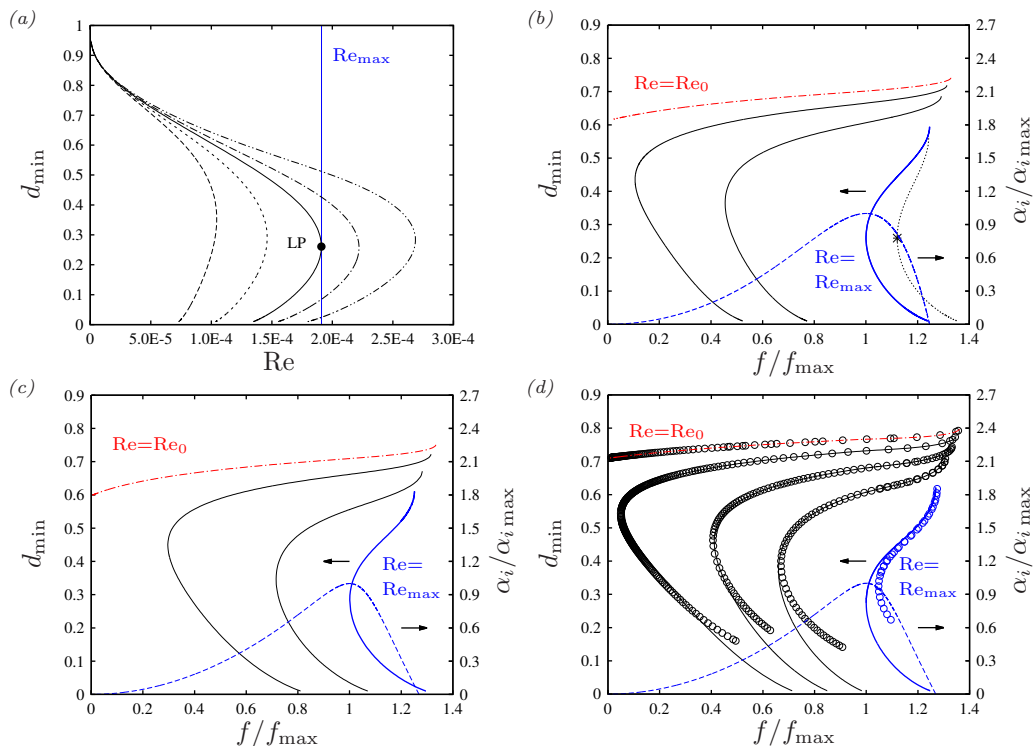 (a)
1
0.9
0.8
0.7
0.6
0.5
0.4
0.3
0.2
0.1
0
d_min
Re_max
LP
0 5.0E-5 1.0E-4 1.5E-4 2.0E-4 2.5E-4 3.0E-4
Re
(b)
0.9
0.8
0.7
0.6
0.5
0.4
0.3
0.2
0.1
0
d_min
Re=Re_0
Re=
Re_max
2.7
2.4
2.1
1.8
1.5
1.2
0.9
0.6
0.3
0
α_i/α_i max
0 0.2 0.4 0.6 0.8 1 1.2 1.4
f/f_max
(c)
0.9
0.8
0.7
0.6
0.5
0.4
0.3
0.2
0.1
0
d_min
Re=Re_0
Re=
Re_max
2.7
2.4
2.1
1.8
1.5
1.2
0.9
0.6
0.3
0
α_i/α_i max
0 0.2 0.4 0.6 0.8 1 1.2 1.4
f/f_max
(d)
0.9
0.8
0.7
0.6
0.5
0.4
0.3
0.2
0.1
0
d_min
Re=Re_0
Re=
Re_max
2.7
2.4
2.1
1.8
1.5
1.2
0.9
0.6
0.3
0
α_i/α_i max
0 0.2 0.4 0.6 0.8 1 1.2 1.4
f/f_max